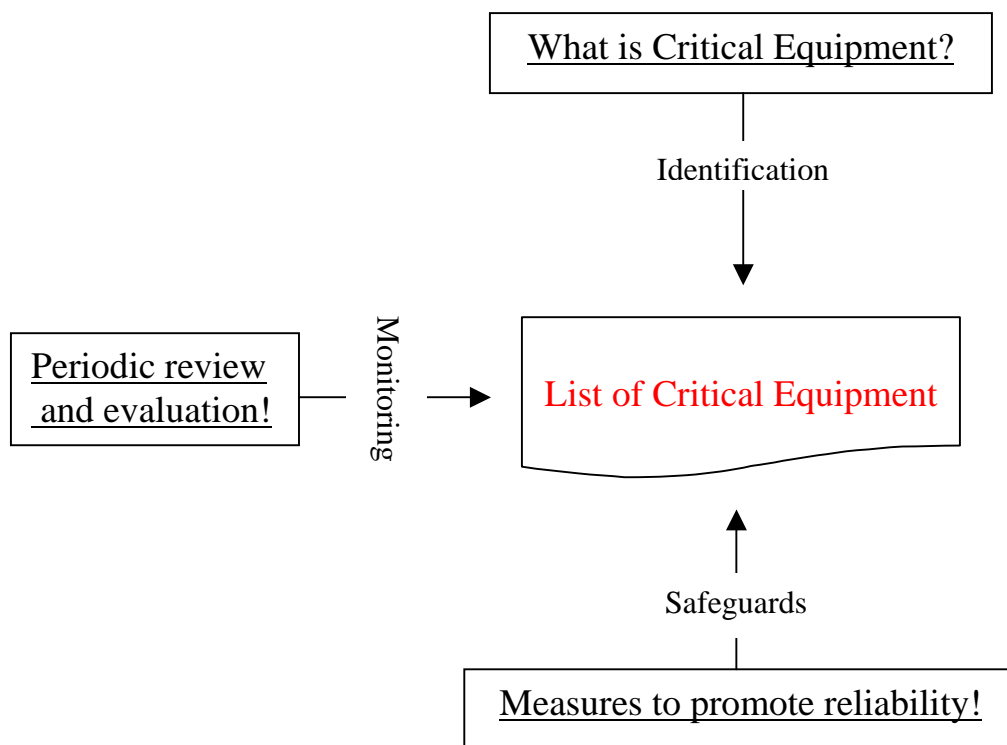 What is Critical Equipment?
Identification
Monitoring
Periodic review
and evaluation!
List of Critical Equipment
Safeguards
Measures to promote reliability!